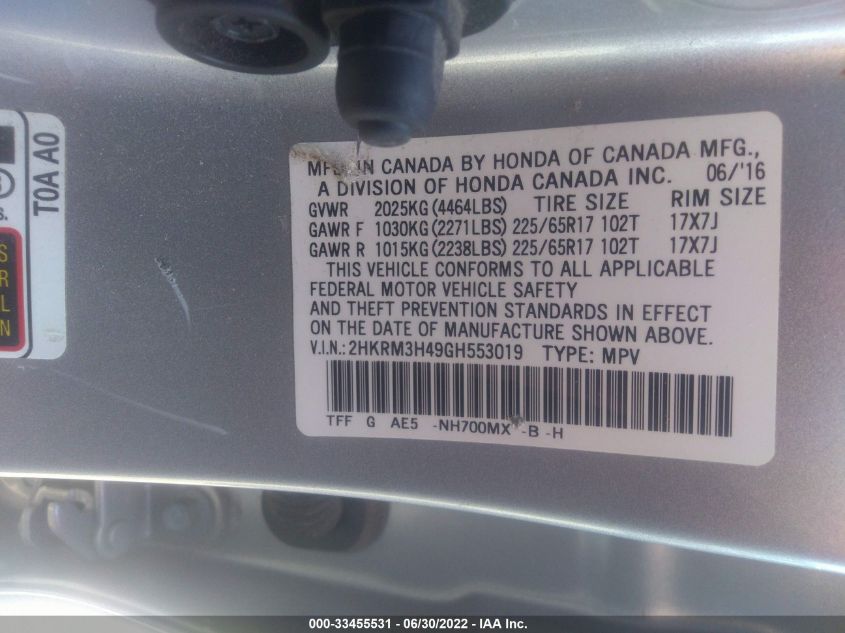 MFD IN CANADA BY HONDA OF CANADA MFG.,
A DIVISION OF HONDA CANADA INC. 06/'16
GVWR 2025KG(4464LBS) TIRE SIZE RIM SIZE
GAWR F 1030KG(2271LBS) 225/65R17 102T 17X7J
GAWR R 1015KG(2238LBS) 225/65R17 102T 17X7J
THIS VEHICLE CONFORMS TO ALL APPLICABLE
FEDERAL MOTOR VEHICLE SAFETY
AND THEFT PREVENTION STANDARDS IN EFFECT
ON THE DATE OF MANUFACTURE SHOWN ABOVE.
V.I.N.:2HKRM3H49GH553019 TYPE: MPV
TFF G AE5 -NH700MX -B -H
T0A A0
000-33455531 - 06/30/2022 - IAA Inc.